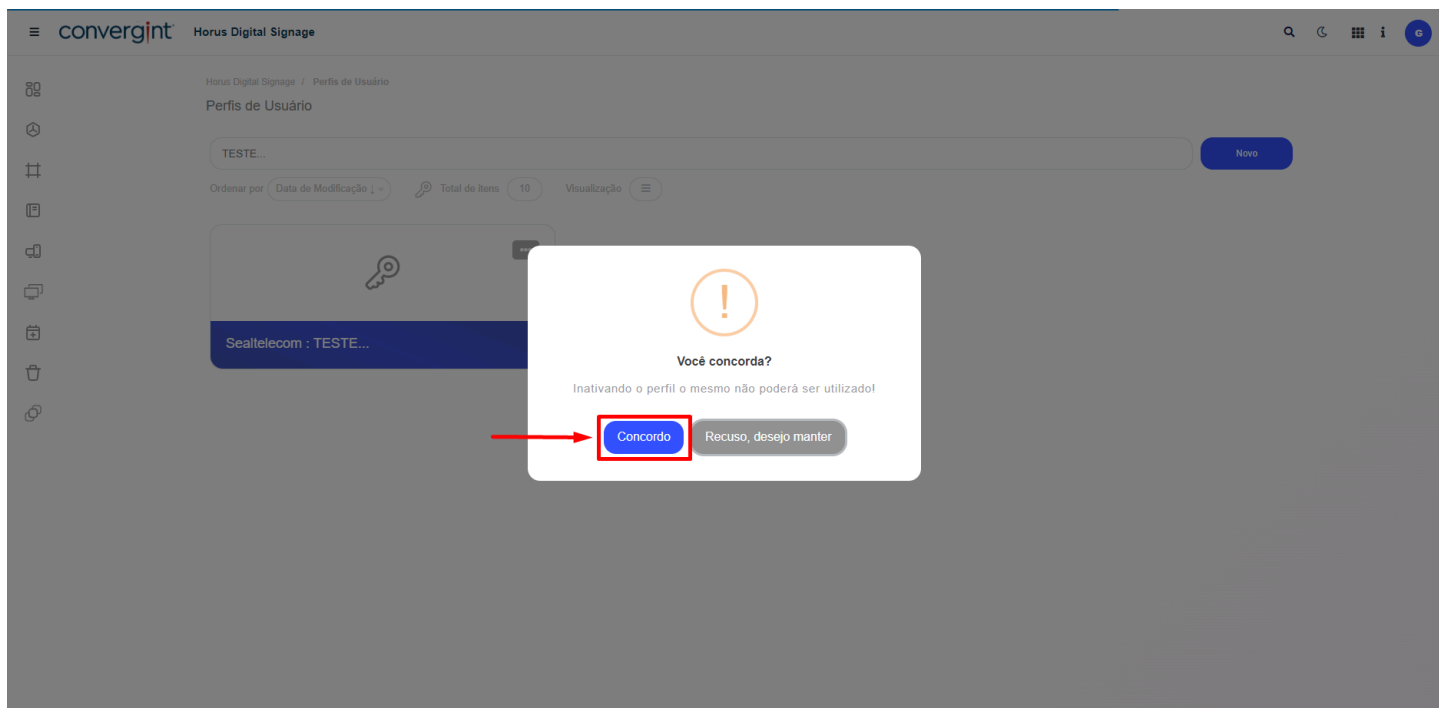 convergint Horus Digital Signage
G
Horus Digital Signage / Perfis de Usuário
Perfis de Usuário
TESTE...
Novo
Ordenar por Data de Modificação ↓ Total de itens 10 Visualização
Sealtelecom : TESTE...
!
Você concorda?
Inativando o perfil o mesmo não poderá ser utilizado!
Concordo Recuso, desejo manter